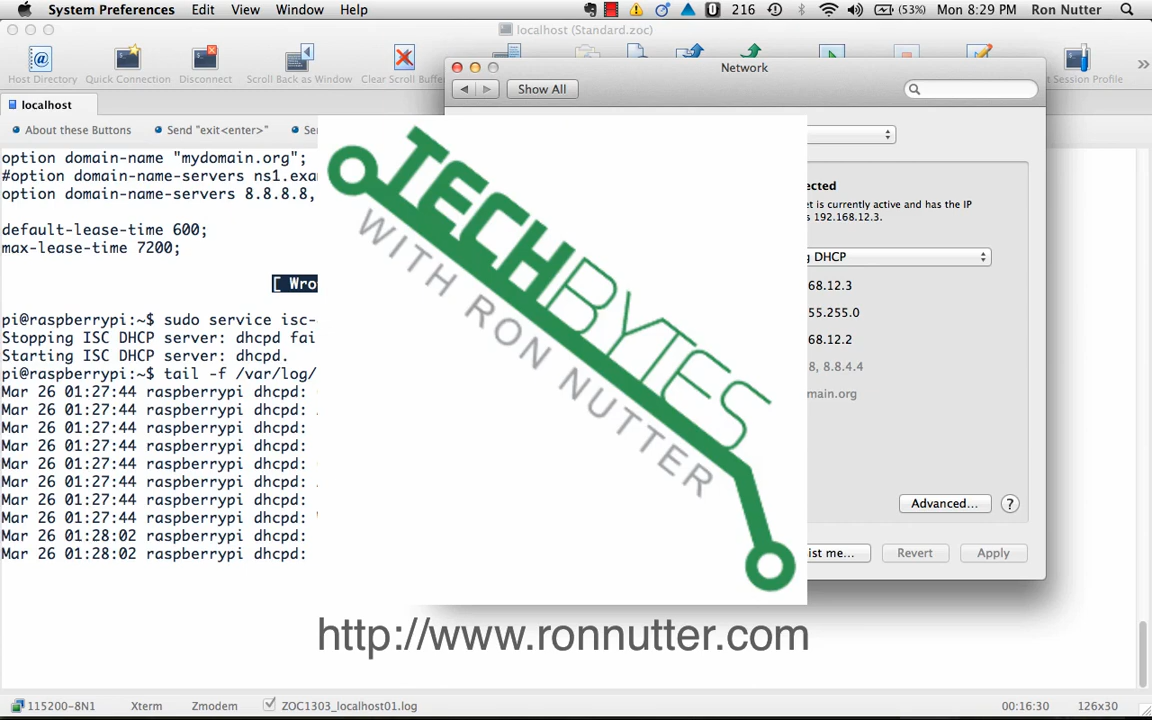 System Preferences Edit View Window Help 216 (53%) Mon 8:29 PM Ron Nutter
localhost (Standard.zoc)
Host Directory Quick Connection Disconnect Scroll Back as Window Clear Scroll Buffe t Session Profile
Network
Show All
localhost
About these Buttons Send "exit<enter>" Se
option domain-name "mydomain.org";
#option domain-name-servers ns1.exa
option domain-name-servers 8.8.8.8,
default-lease-time 600;
max-lease-time 7200;
[ Wro
pi@raspberrypi:~$ sudo service isc-
Stopping ISC DHCP server: dhcpd fai
Starting ISC DHCP server: dhcpd.
pi@raspberrypi:~$ tail -f /var/log/
Mar 26 01:27:44 raspberrypi dhcpd:
Mar 26 01:27:44 raspberrypi dhcpd:
Mar 26 01:27:44 raspberrypi dhcpd:
Mar 26 01:27:44 raspberrypi dhcpd:
Mar 26 01:27:44 raspberrypi dhcpd:
Mar 26 01:27:44 raspberrypi dhcpd:
Mar 26 01:27:44 raspberrypi dhcpd:
Mar 26 01:27:44 raspberrypi dhcpd:
Mar 26 01:28:02 raspberrypi dhcpd:
Mar 26 01:28:02 raspberrypi dhcpd:
TECHBYTES
WITH RON NUTTER
ected
et is currently active and has the IP
s 192.168.12.3.
g DHCP
68.12.3
55.255.0
68.12.2
8, 8.8.4.4
main.org
Advanced... ?
ist me... Revert Apply
http://www.ronnutter.com
115200-8N1 Xterm Zmodem ZOC1303_localhost01.log 00:16:30 126x30